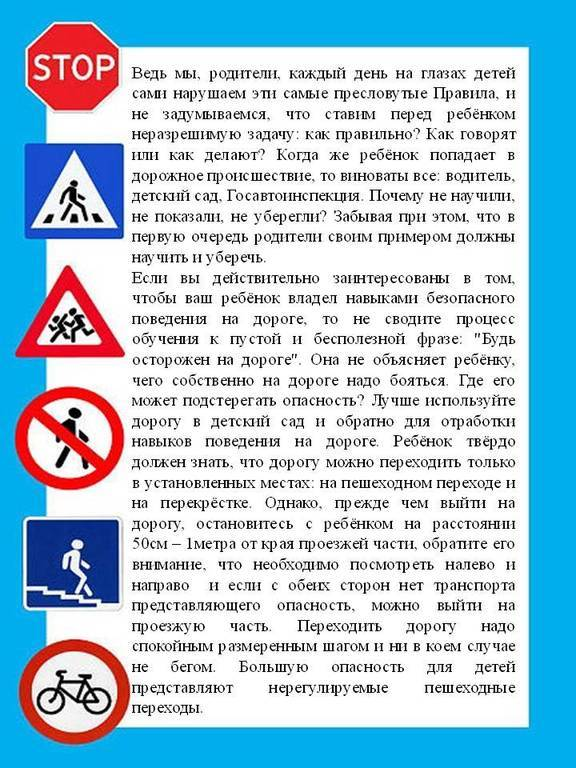 STOP
Ведь мы, родители, каждый день на глазах детей
сами нарушаем эти самые пресловутые Правила, и
не задумываемся, что ставим перед ребёнком
неразрешимую задачу: как правильно? Как говорят
или как делают? Когда же ребёнок попадает в
дорожное происшествие, то виноваты все: водитель,
детский сад, Госавтоинспекция. Почему не научили,
не показали, не уберегли? Забывая при этом, что в
первую очередь родители своим примером должны
научить и уберечь.
Если вы действительно заинтересованы в том,
чтобы ваш ребёнок владел навыками безопасного
поведения на дороге, то не сводите процесс
обучения к пустой и бесполезной фразе: "Будь
осторожен на дороге". Она не объясняет ребёнку,
чего собственно на дороге надо бояться. Где его
может подстерегать опасность? Лучше используйте
дорогу в детский сад и обратно для отработки
навыков поведения на дороге. Ребёнок твёрдо
должен знать, что дорогу можно переходить только
в установленных местах: на пешеходном переходе и
на перекрёстке. Однако, прежде чем выйти на
дорогу, остановитесь с ребёнком на расстоянии
50см – 1метра от края проезжей части, обратите его
внимание, что необходимо посмотреть налево и
направо и если с обеих сторон нет транспорта
представляющего опасность, можно выйти на
проезжую часть. Переходить дорогу надо
спокойным размеренным шагом и ни в коем случае
не бегом. Большую опасность для детей
представляют нерегулируемые пешеходные
переходы.